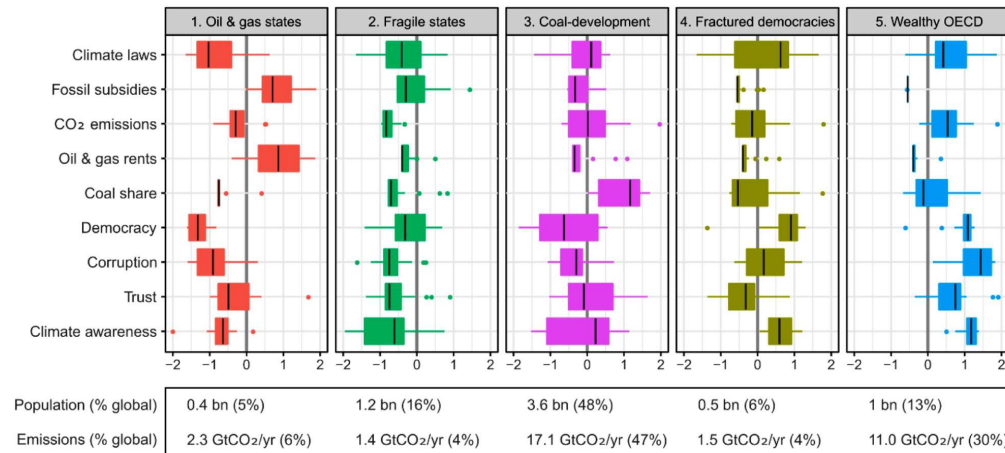 1. Oil & gas states
2. Fragile states
3. Coal-development
4. Fractured democracies
5. Wealthy OECD
Climate laws
Fossil subsidies
CO₂ emissions
Oil & gas rents
Coal share
Democracy
Corruption
Trust
Climate awareness
−2 −1 0 1 2
−2 −1 0 1 2
−2 −1 0 1 2
−2 −1 0 1 2
−2 −1 0 1 2
Population (% global) 0.4 bn (5%) 1.2 bn (16%) 3.6 bn (48%) 0.5 bn (6%) 1 bn (13%)
Emissions (% global) 2.3 GtCO₂/yr (6%) 1.4 GtCO₂/yr (4%) 17.1 GtCO₂/yr (47%) 1.5 GtCO₂/yr (4%) 11.0 GtCO₂/yr (30%)